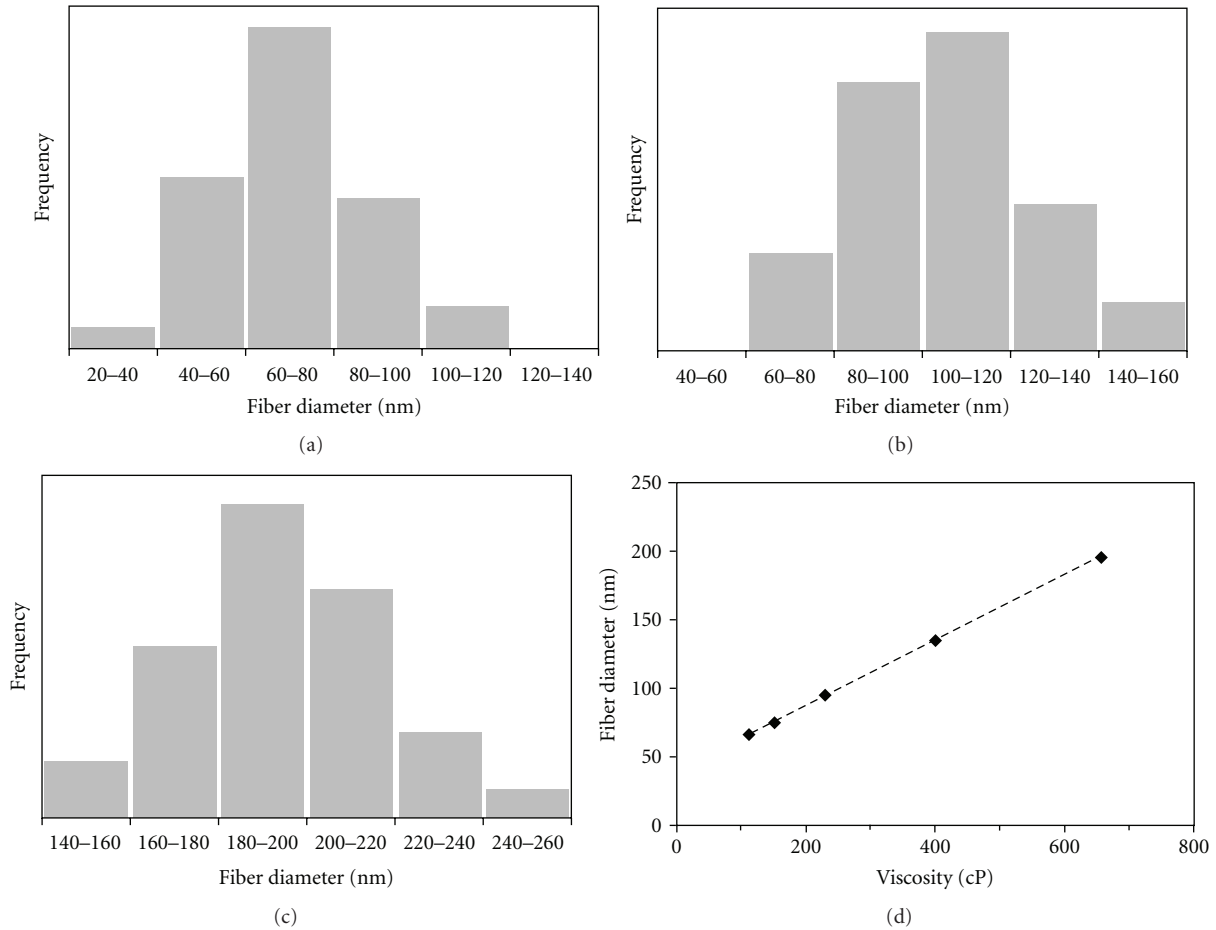 Frequency
20–40 40–60 60–80 80–100 100–120 120–140
Fiber diameter (nm)
(a)
Frequency
40–60 60–80 80–100 100–120 120–140 140–160
Fiber diameter (nm)
(b)
Frequency
140–160 160–180 180–200 200–220 220–240 240–260
Fiber diameter (nm)
(c)
Fiber diameter (nm)
250
200
150
100
50
0
0 200 400 600 800
Viscosity (cP)
(d)